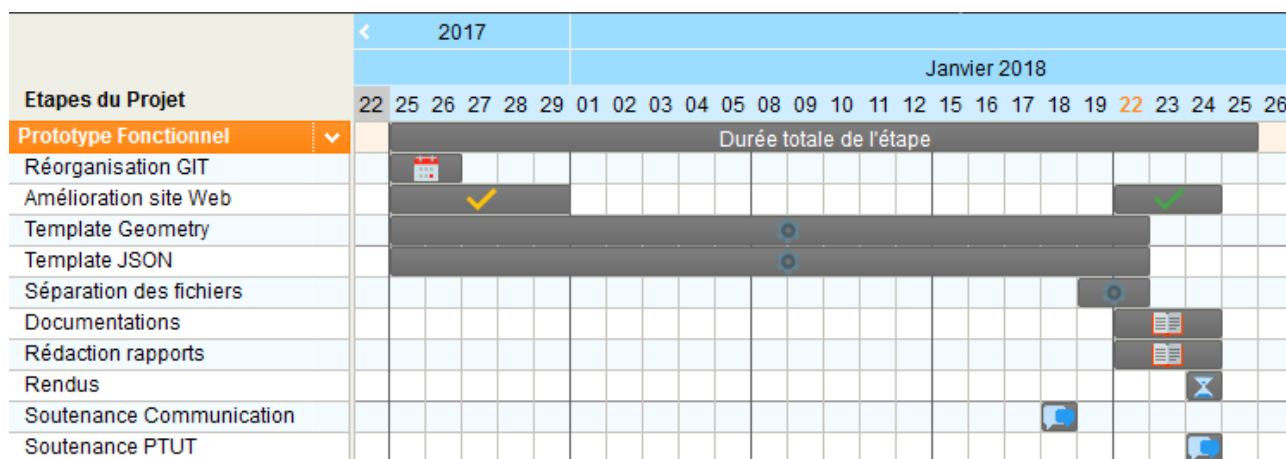 2017
Janvier 2018
Etapes du Projet
22 25 26 27 28 29 01 02 03 04 05 08 09 10 11 12 15 16 17 18 19 22 23 24 25 26
Prototype Fonctionnel
Durée totale de l'étape
Réorganisation GIT
Amélioration site Web
Template Geometry
Template JSON
Séparation des fichiers
Documentations
Rédaction rapports
Rendus
Soutenance Communication
Soutenance PTUT